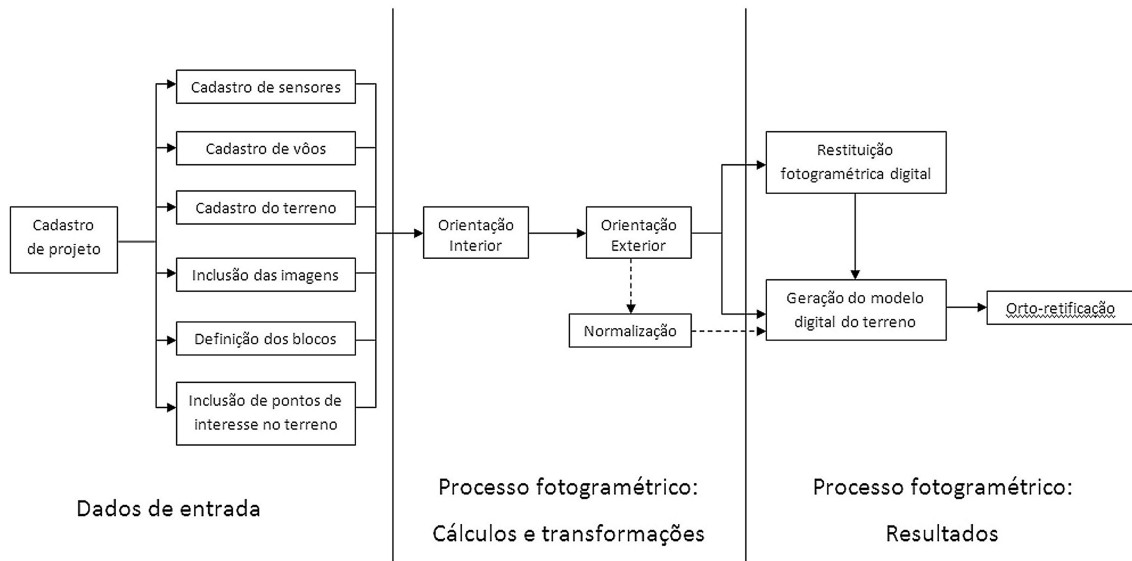 Cadastro
de projeto
Cadastro de sensores
Cadastro de vôos
Cadastro do terreno
Inclusão das imagens
Definição dos blocos
Inclusão de pontos de
interesse no terreno
Dados de entrada
Orientação
Interior
Orientação
Exterior
Normalização
Processo fotogramétrico:
Cálculos e transformações
Restituição
fotogramétrica digital
Geração do modelo
digital do terreno
Orto-retificação
Processo fotogramétrico:
Resultados